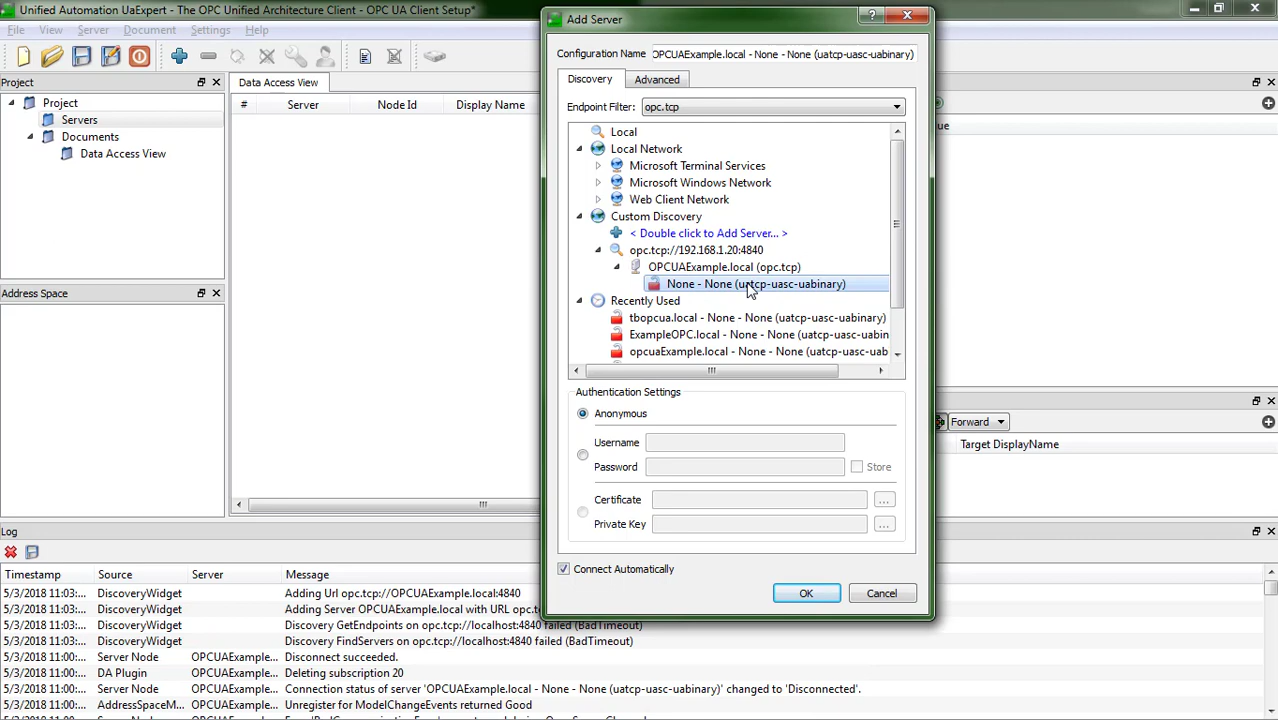 Unified Automation UaExpert - The OPC Unified Architecture Client - OPC UA Client Setup*
File View Server Document Settings Help
Project
Project
Servers
Documents
Data Access View
Address Space
Data Access View
# Server Node Id Display Name
Add Server
Configuration Name OPCUAExample.local - None - None (uatcp-uasc-uabinary)
Discovery Advanced
Endpoint Filter: opc.tcp
Local
Local Network
Microsoft Terminal Services
Microsoft Windows Network
Web Client Network
Custom Discovery
< Double click to Add Server... >
opc.tcp://192.168.1.20:4840
OPCUAExample.local (opc.tcp)
None - None (uatcp-uasc-uabinary)
Recently Used
tbopcua.local - None - None (uatcp-uasc-uabinary)
ExampleOPC.local - None - None (uatcp-uasc-uabin
opcuaExample.local - None - None (uatcp-uasc-uab
Authentication Settings
Anonymous
Username
Password
Store
Certificate ...
Private Key ...
Connect Automatically
OK Cancel
ue
Forward
Target DisplayName
Log
Timestamp Source Server Message
5/3/2018 11:03:... DiscoveryWidget Adding Url opc.tcp://OPCUAExample.local:4840
5/3/2018 11:03:... DiscoveryWidget Adding Server OPCUAExample.local with URL opc.t
5/3/2018 11:00:... DiscoveryWidget Discovery GetEndpoints on opc.tcp://localhost:4840 failed (BadTimeout)
5/3/2018 11:00:... DiscoveryWidget Discovery FindServers on opc.tcp://localhost:4840 failed (BadTimeout)
5/3/2018 11:00:... Server Node OPCUAExample... Disconnect succeeded.
5/3/2018 11:00:... DA Plugin OPCUAExample... Deleting subscription 20
5/3/2018 11:00:... Server Node OPCUAExample... Connection status of server 'OPCUAExample.local - None - None (uatcp-uasc-uabinary)' changed to 'Disconnected'.
5/3/2018 11:00:... AddressSpaceM... OPCUAExample... Unregister for ModelChangeEvents returned Good